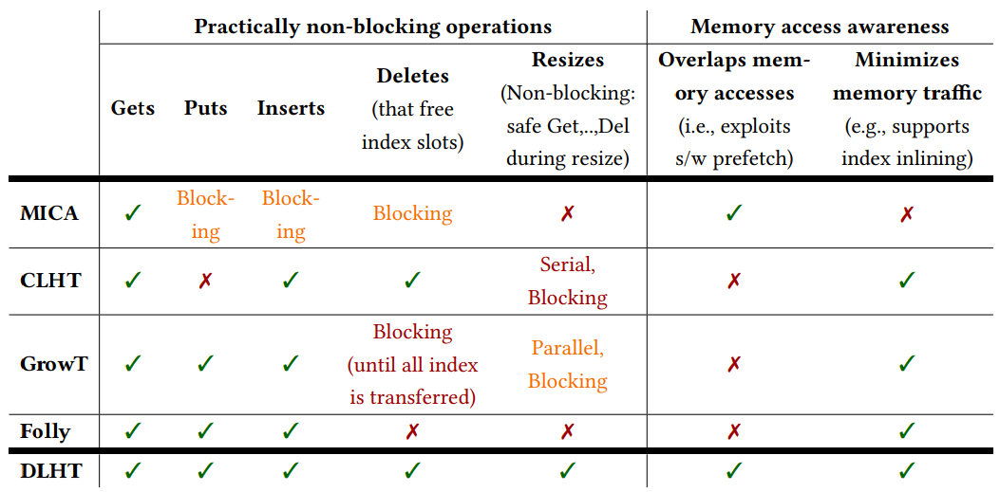 Practically non-blocking operations Memory access awareness
Gets Puts Inserts Deletes (that free index slots) Resizes (Non-blocking: safe Get,..,Del during resize) Overlaps mem-ory accesses (i.e., exploits s/w prefetch) Minimizes memory traffic (e.g., supports index inlining)
MICA ✓ Block-ing Block-ing Blocking ✗ ✓ ✗
CLHT ✓ ✗ ✓ ✓ Serial, Blocking ✗ ✓
GrowT ✓ ✓ ✓ Blocking (until all index is transferred) Parallel, Blocking ✗ ✓
Folly ✓ ✓ ✓ ✗ ✗ ✗ ✓
DLHT ✓ ✓ ✓ ✓ ✓ ✓ ✓